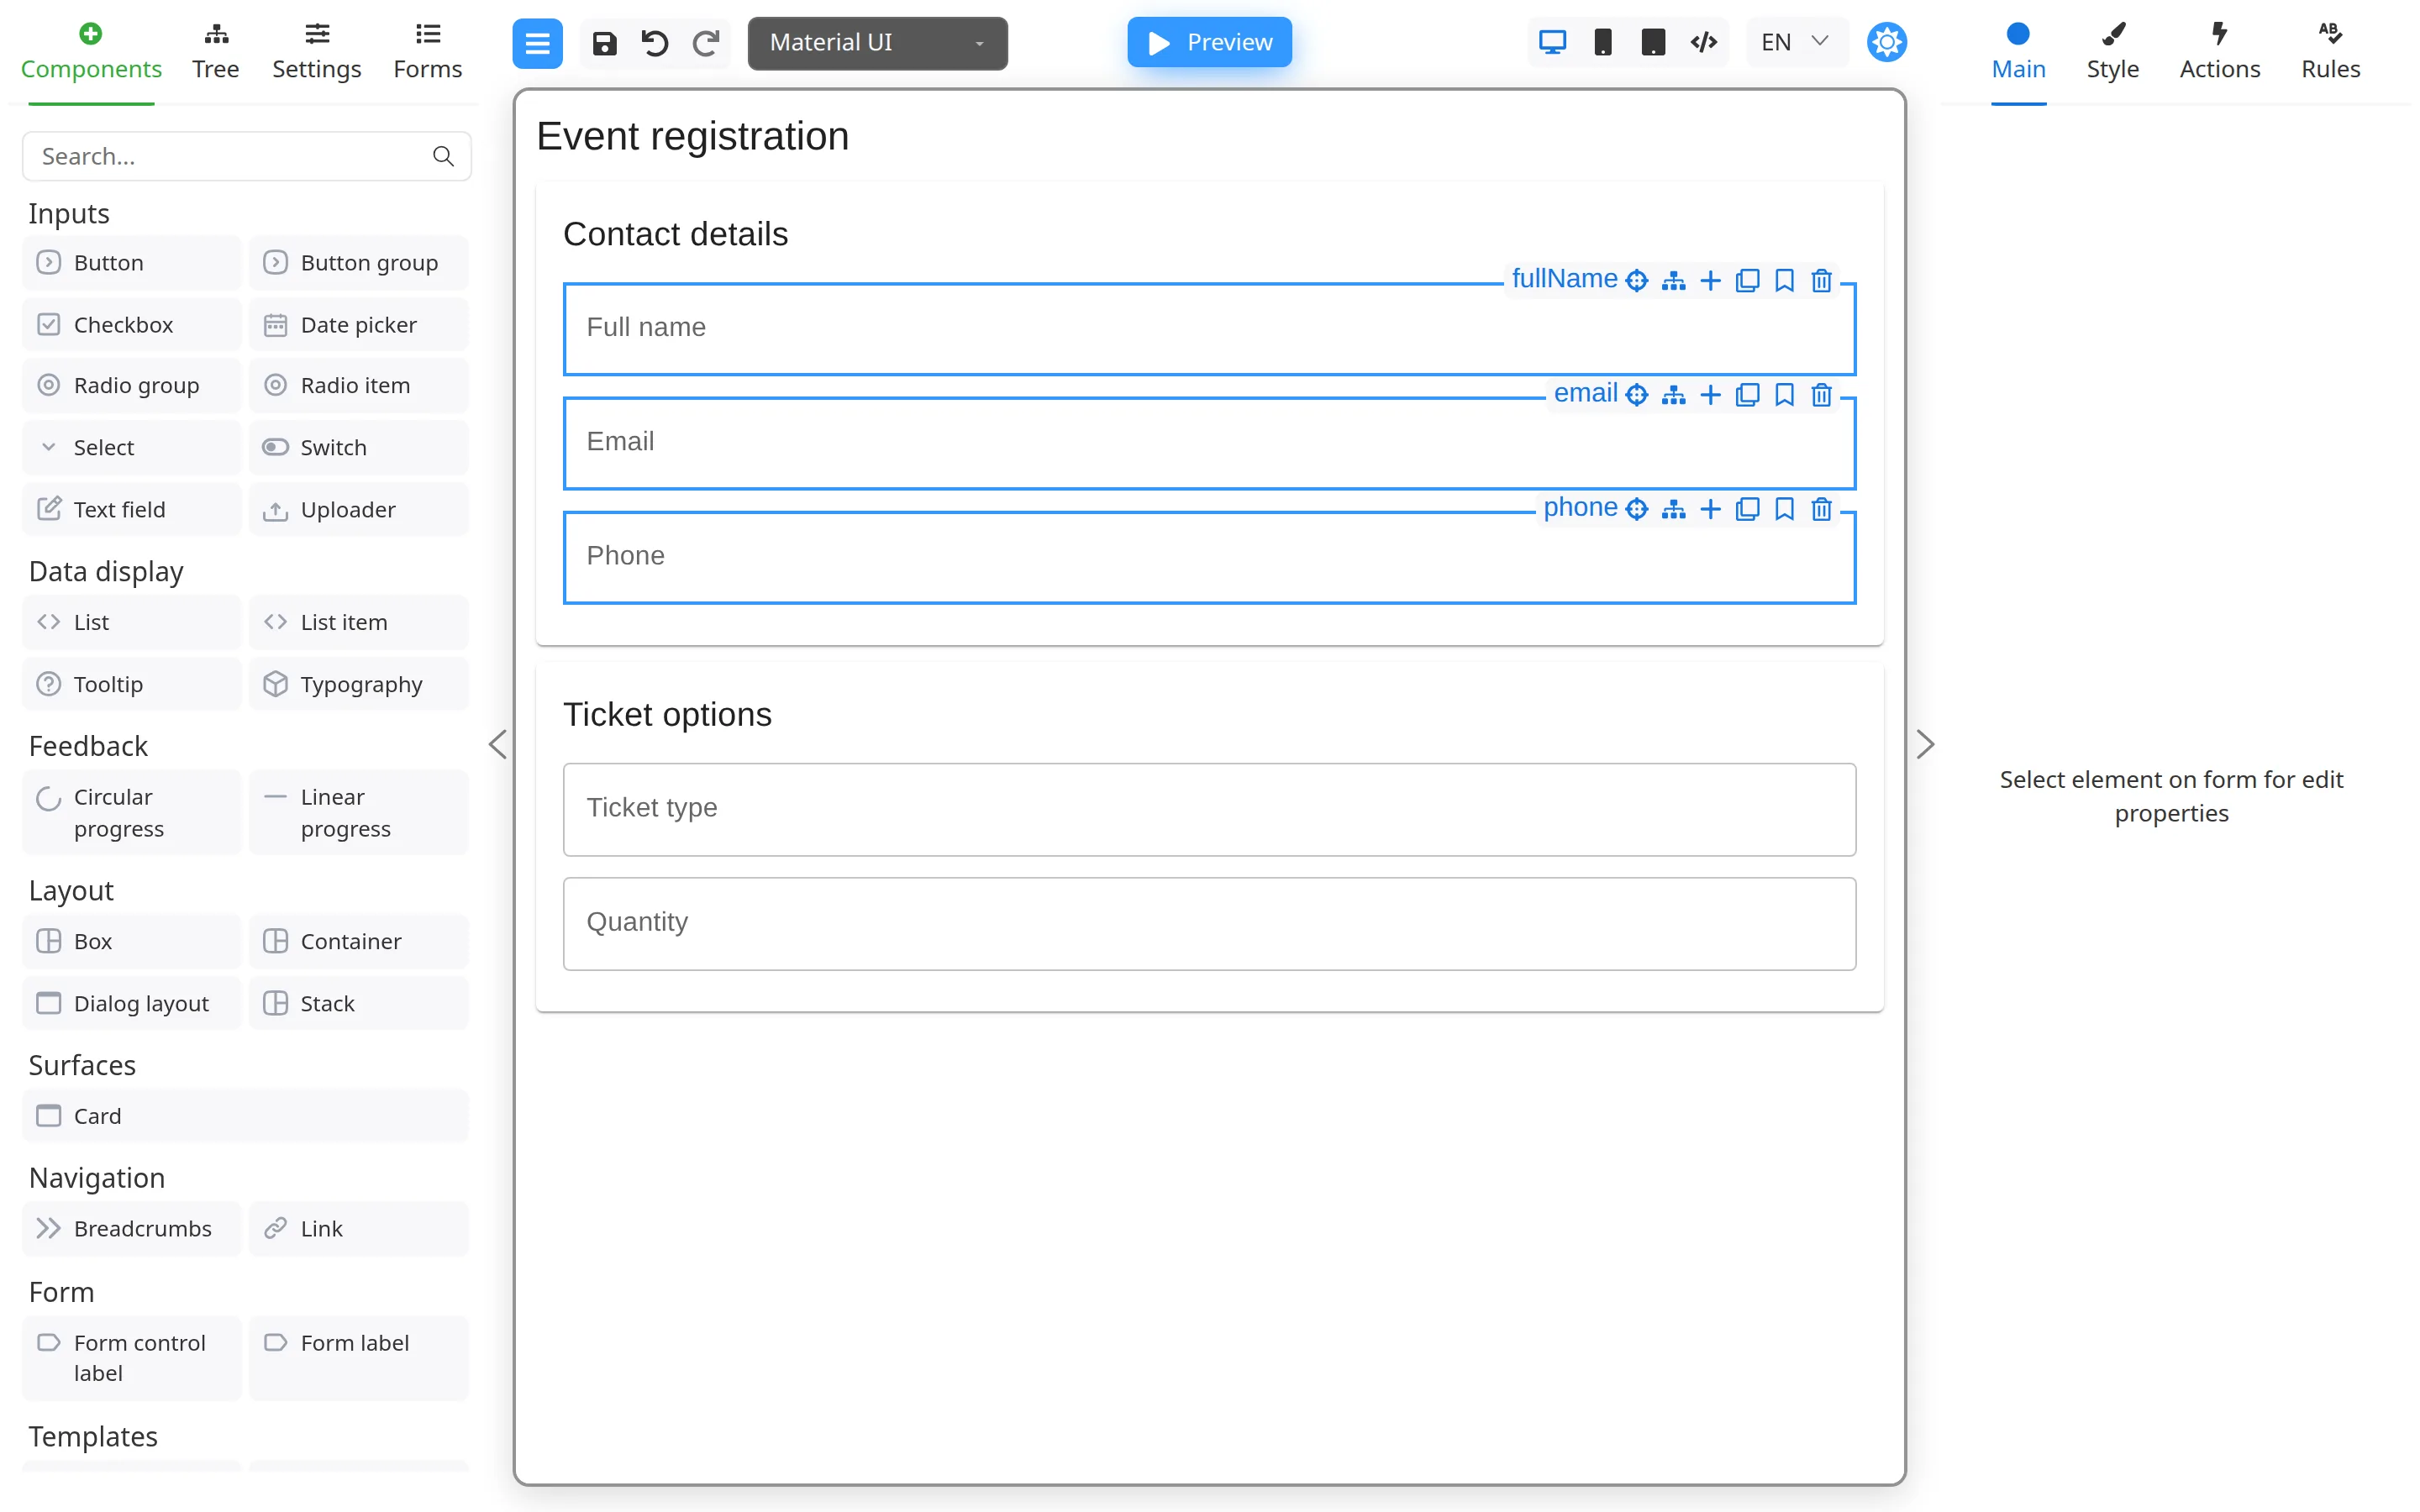 Components
Tree
Settings
Forms
Material UI
Preview
EN
Main
Style
Actions
AB
Rules
Search...
Inputs
Button
Button group
Checkbox
Date picker
Radio group
Radio item
Select
Switch
Text field
Uploader
Data display
List
List item
Tooltip
Typography
Feedback
Circular
progress
Linear
progress
Layout
Box
Container
Dialog layout
Stack
Surfaces
Card
Navigation
Breadcrumbs
Link
Form
Form control
label
Form label
Templates
Event registration
Contact details
fullName
Full name
email
Email
phone
Phone
Ticket options
Ticket type
Quantity
Select element on form for edit
properties